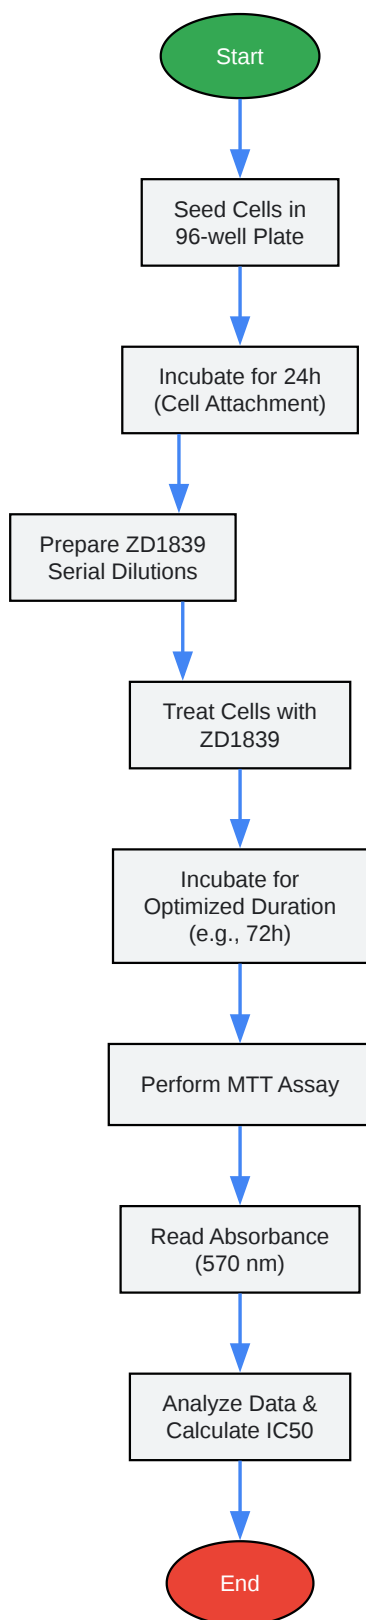 Start
Seed Cells in
96-well Plate
Incubate for 24h
(Cell Attachment)
Prepare ZD1839
Serial Dilutions
Treat Cells with
ZD1839
Incubate for
Optimized Duration
(e.g., 72h)
Perform MTT Assay
Read Absorbance
(570 nm)
Analyze Data &
Calculate IC50
End